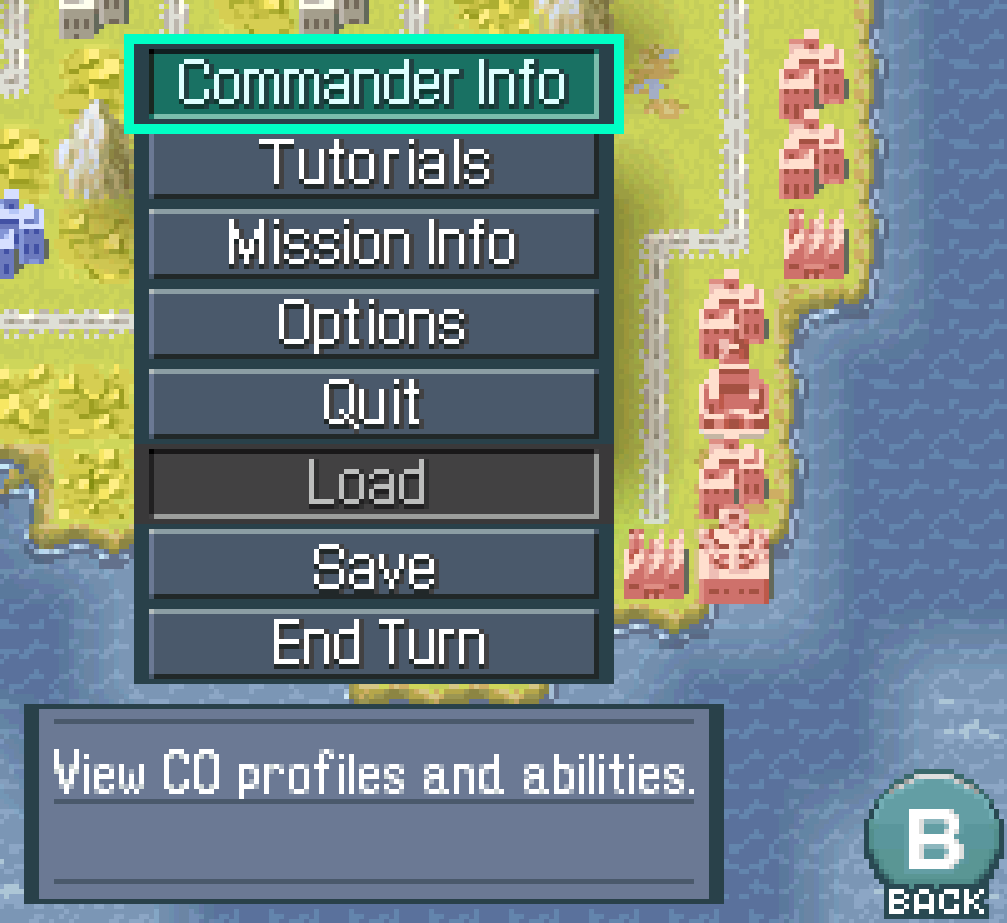 Commander Info
Tutorials
Mission Info
Options
Quit
Load
Save
End Turn
View CO profiles and abilities.
B
BACK